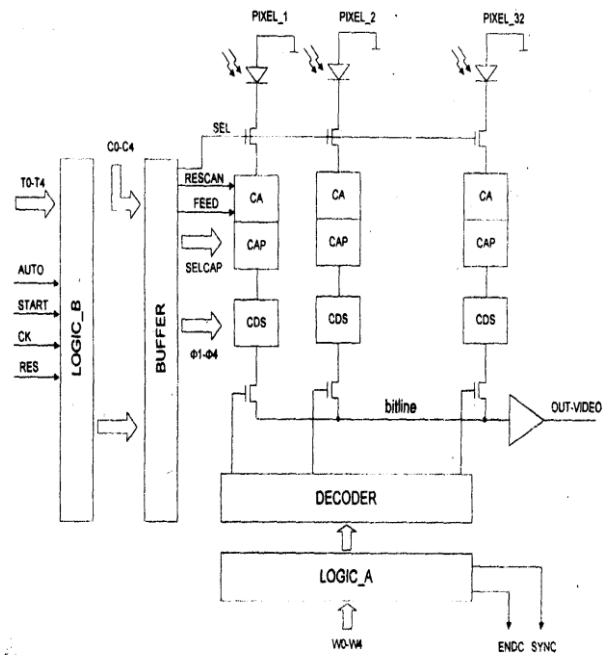 PIXEL_1 PIXEL_2 PIXEL_32
SEL
C0-C4
T0-T4
RESCAN
FEED
CA CA CA
CAP CAP CAP
SELCAP
AUTO
START
CK
RES
LOGIC_B
BUFFER
CDS CDS CDS
Φ1-Φ4
bitline
OUT-VIDEO
DECODER
LOGIC_A
W0-W4
ENDC SYNC